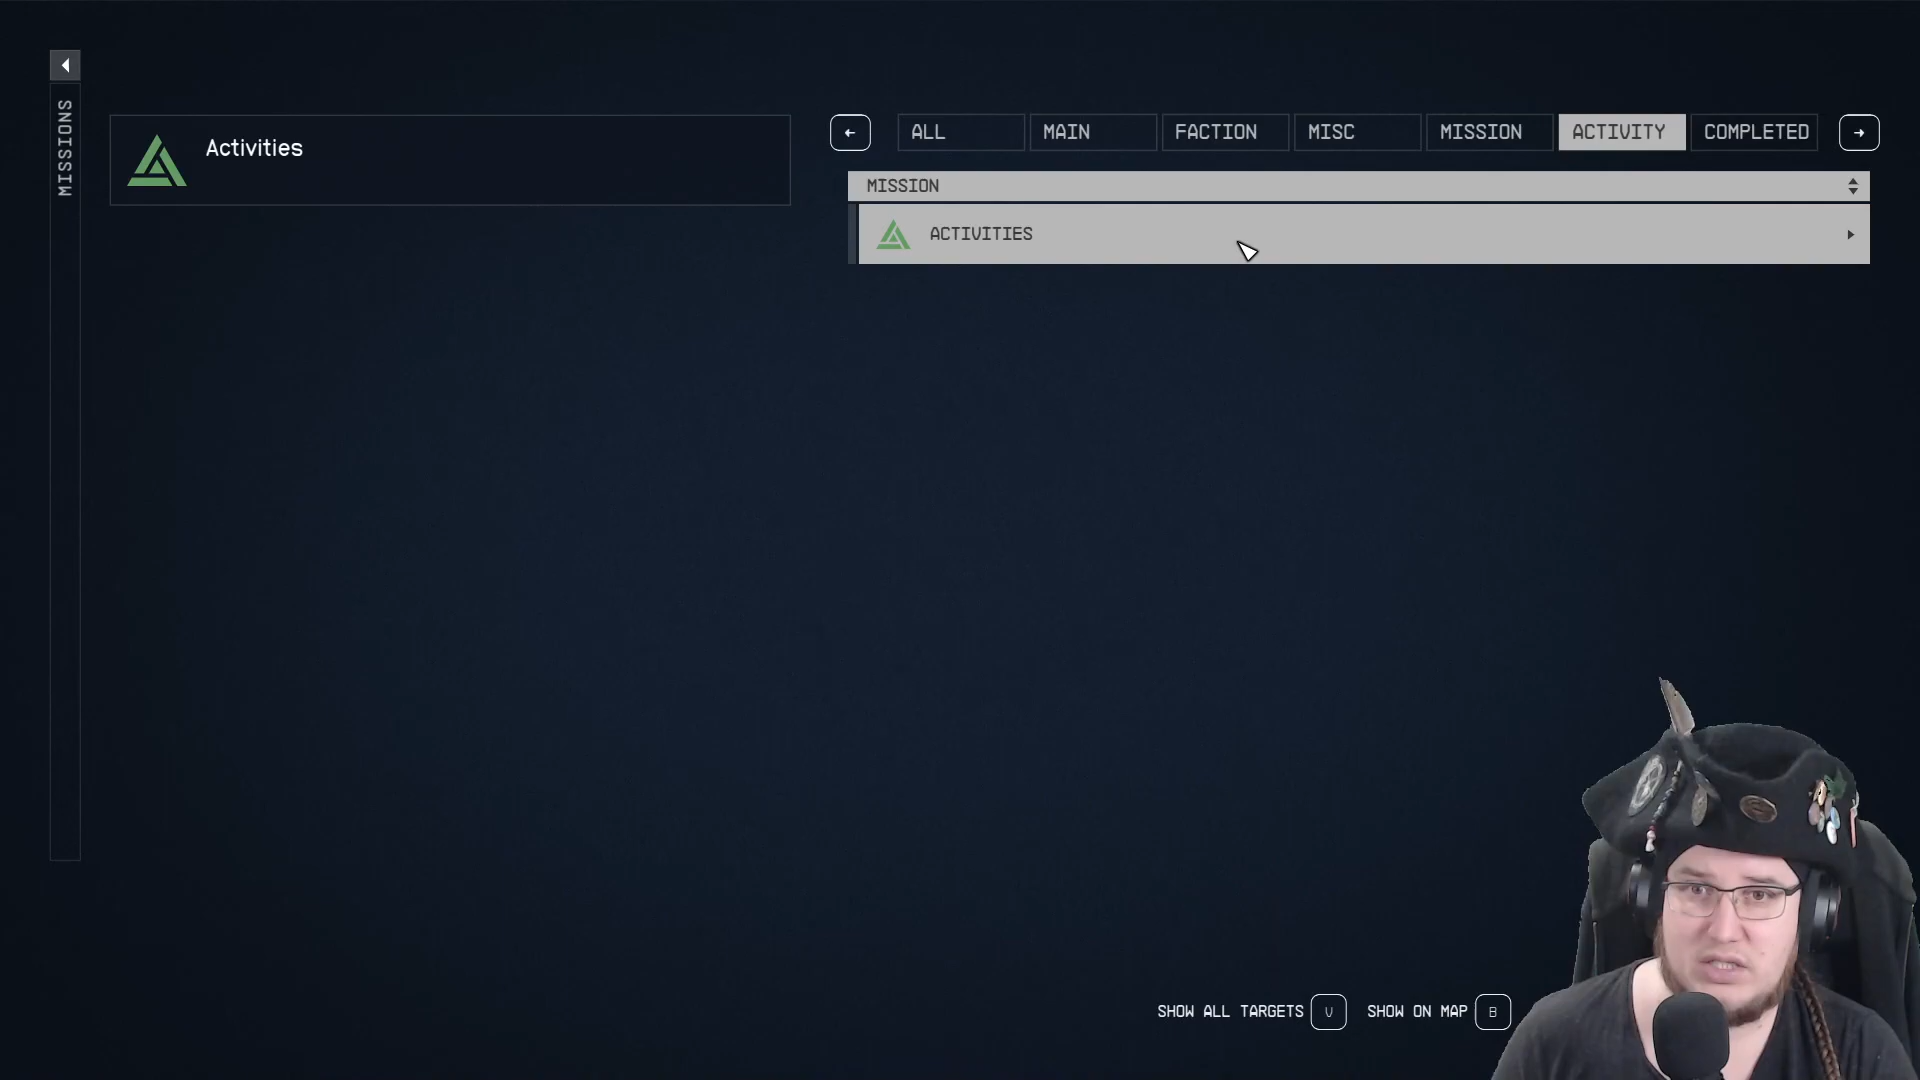 MISSIONS
Activities
ALL MAIN FACTION MISC MISSION ACTIVITY COMPLETED
MISSION
ACTIVITIES
SHOW ALL TARGETS V SHOW ON MAP B